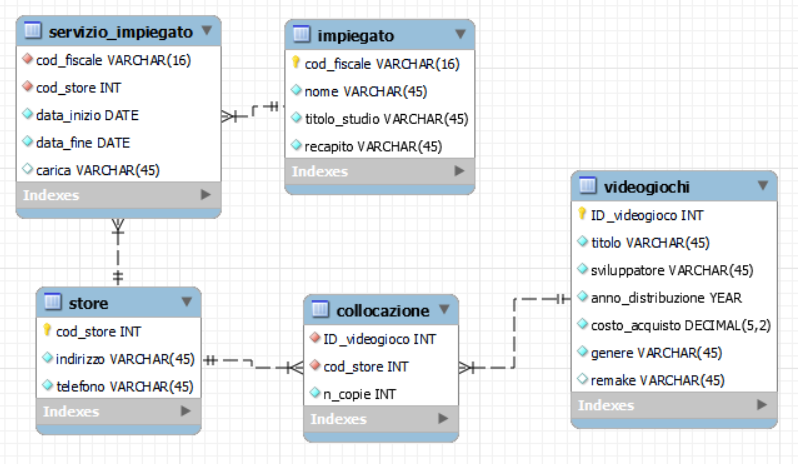 servizio_impiegato
cod_fiscale VARCHAR(16)
cod_store INT
data_inizio DATE
data_fine DATE
carica VARCHAR(45)
Indexes
impiegato
cod_fiscale VARCHAR(16)
nome VARCHAR(45)
titolo_studio VARCHAR(45)
recapito VARCHAR(45)
Indexes
videogiochi
ID_videogioco INT
titolo VARCHAR(45)
sviluppatore VARCHAR(45)
anno_distribuzione YEAR
costo_acquisto DECIMAL(5,2)
genere VARCHAR(45)
remake VARCHAR(45)
Indexes
store
cod_store INT
indirizzo VARCHAR(45)
telefono VARCHAR(45)
Indexes
collocazione
ID_videogioco INT
cod_store INT
n_copie INT
Indexes